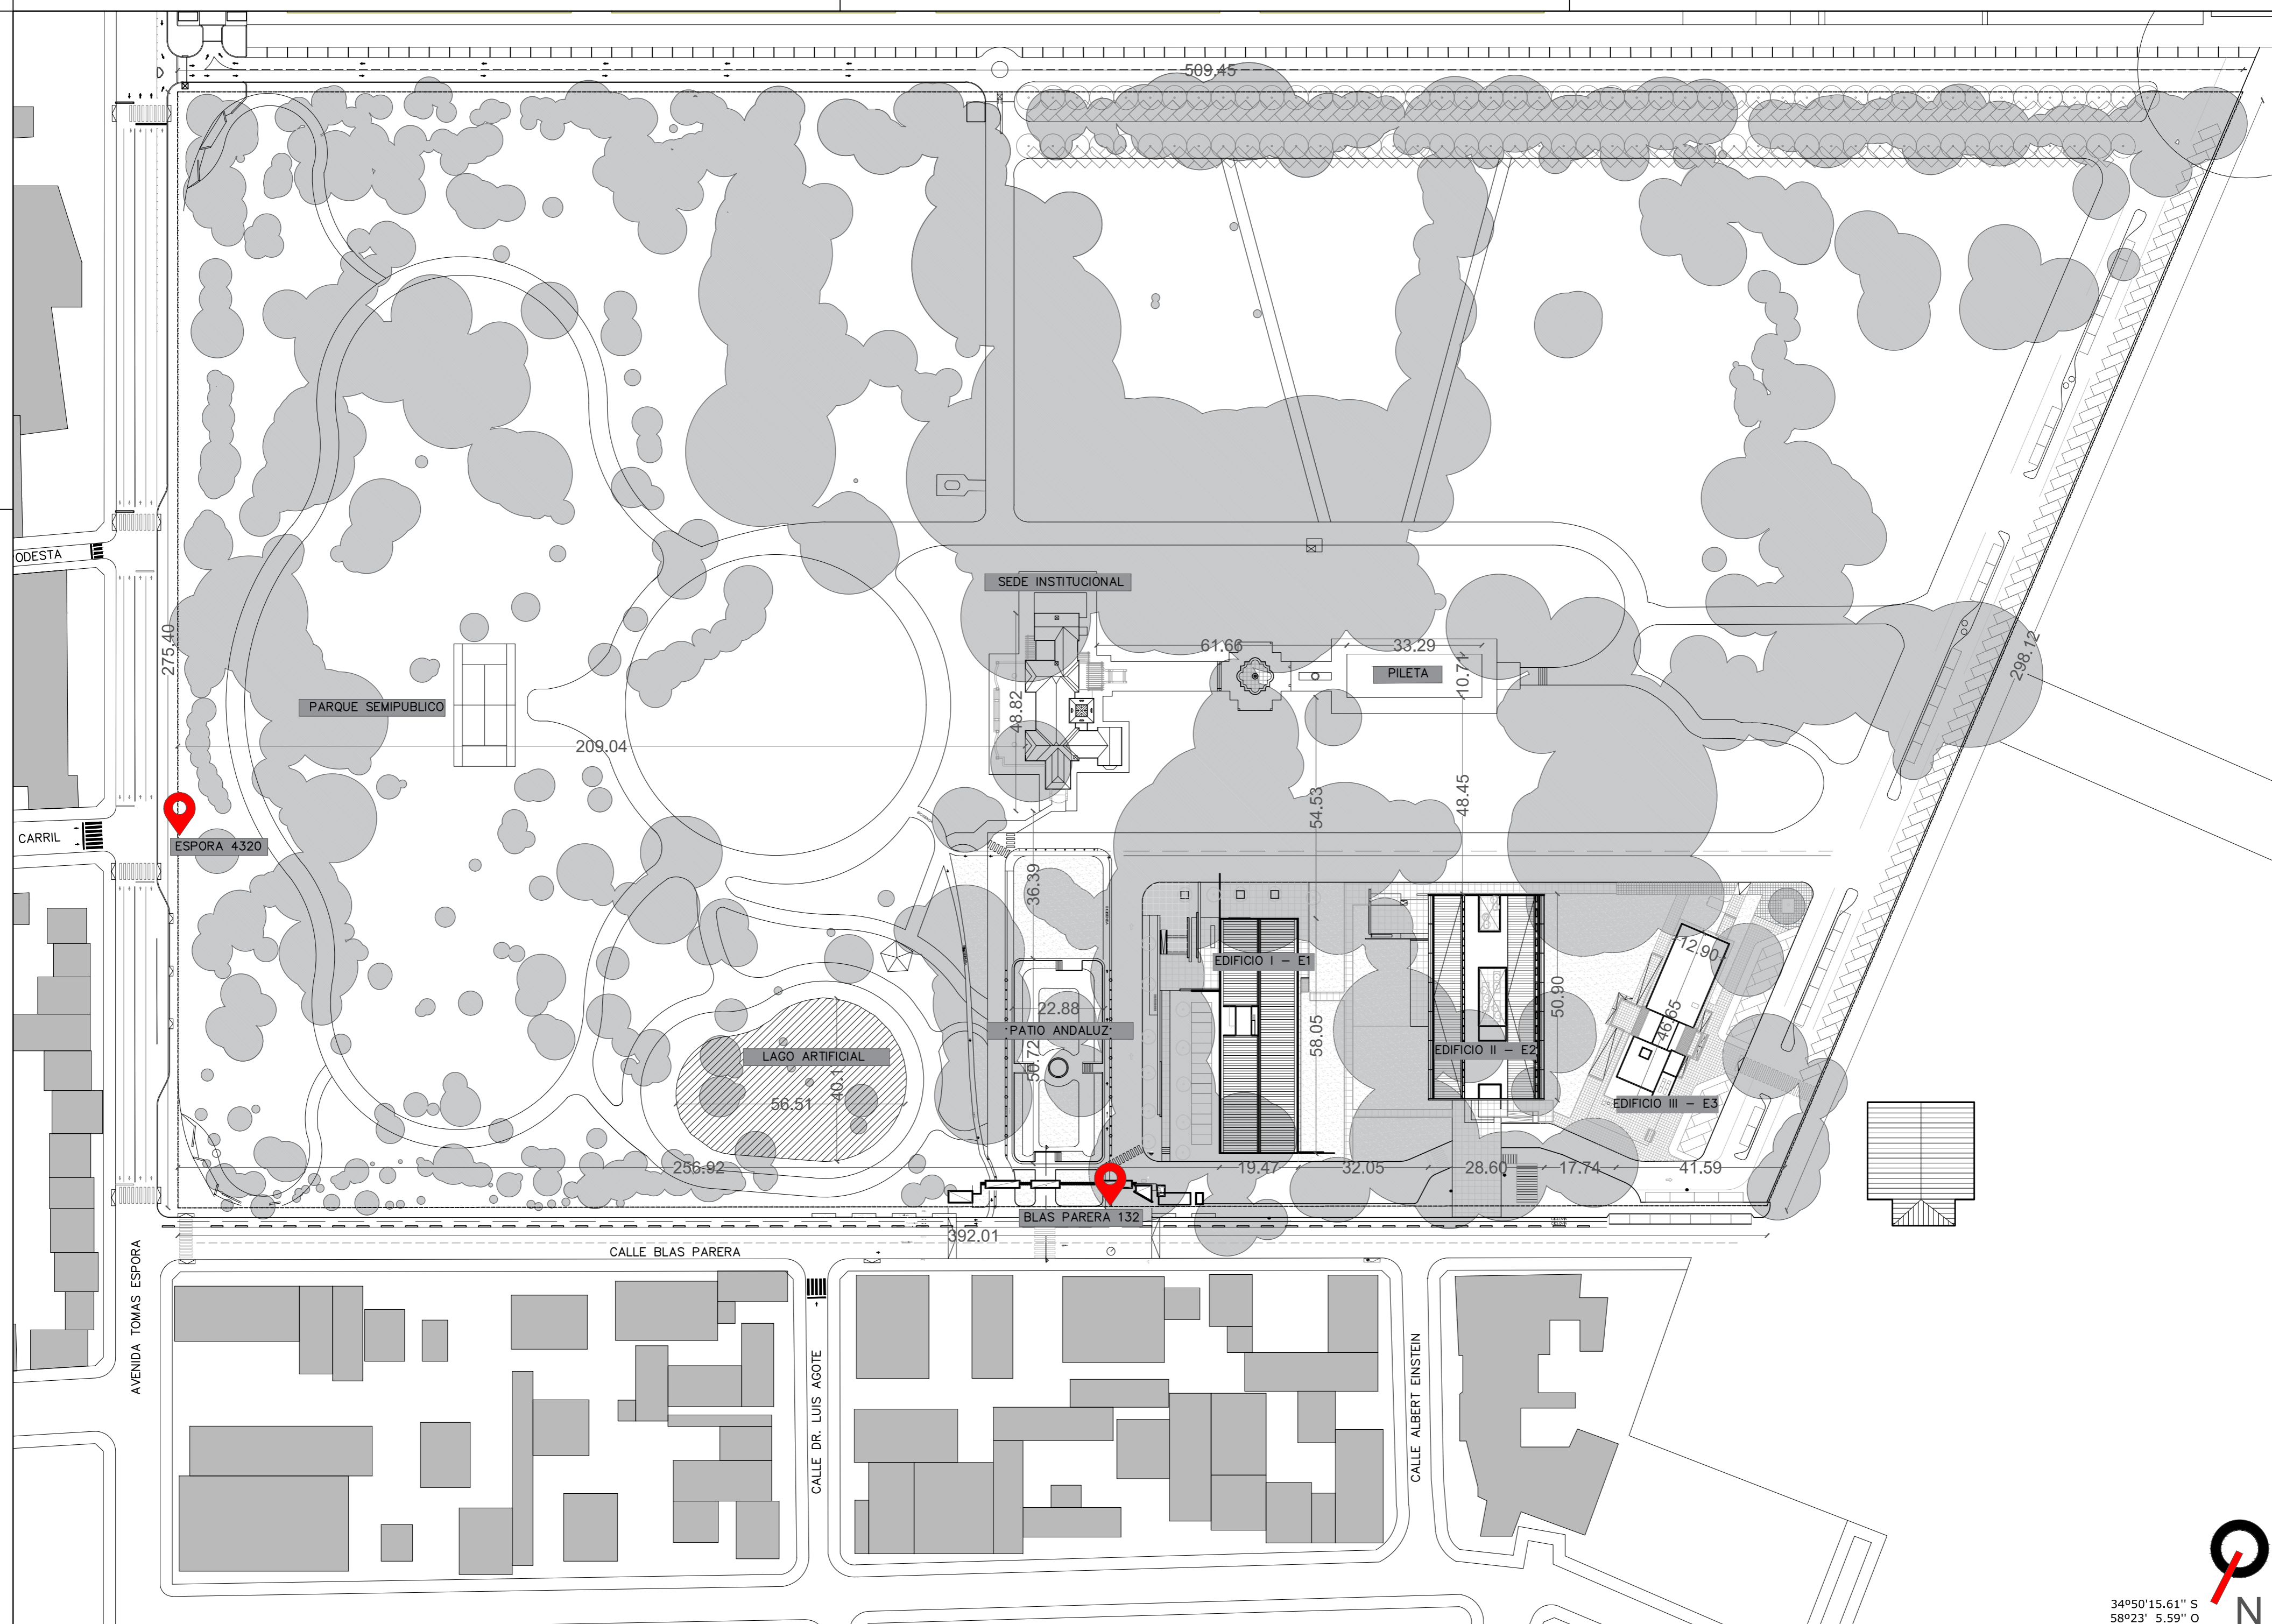 509.45
ODESTA
SEDE INSTITUCIONAL
275.40
61.66
33.29
298.12
PILETA
10.71
PARQUE SEMIPUBLICO
48.82
209.04
48.45
54.53
CARRIL
ESPORA 4320
36.39
12.90
EDIFICIO I - E1
50.90
22.88
46.65
PATIO ANDALUZ
58.05
EDIFICIO II - E2
LAGO ARTIFICIAL
50.72
40.1
56.51
EDIFICIO III - E3
256.92
19.47
32.05
28.60
17.74
41.59
BLAS PARERA 132
392.01
CALLE BLAS PARERA
AVENIDA TOMAS ESPORA
CALLE DR. LUIS AGOTE
CALLE ALBERT EINSTEIN
34º50'15.61'' S
58º23' 5.59'' O
N